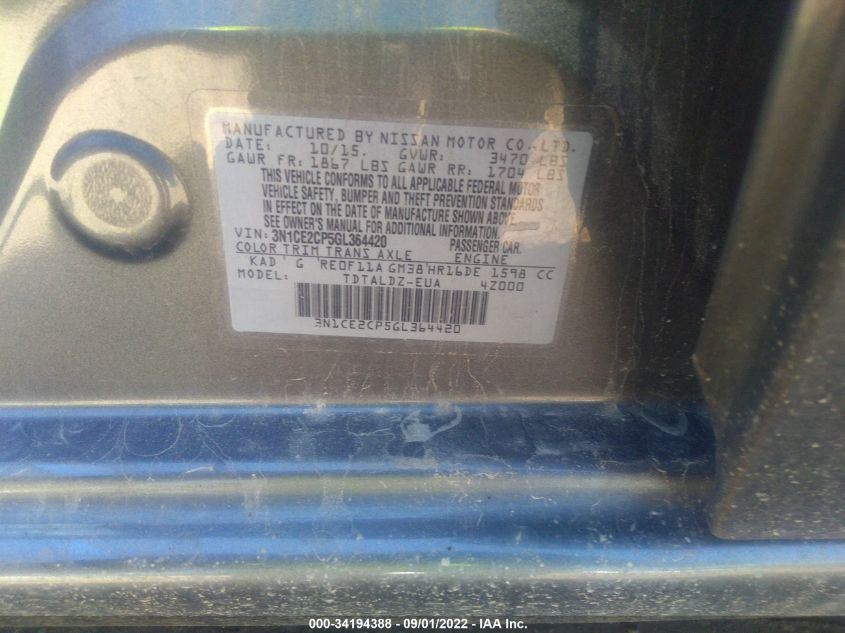 MANUFACTURED BY NISSAN MOTOR CO.,LTD.
DATE: 10/15. GVWR: 3470 LBS
GAWR FR: 1867 LBS GAWR RR: 1704 LBS
THIS VEHICLE CONFORMS TO ALL APPLICABLE FEDERAL MOTOR
VEHICLE SAFETY, BUMPER AND THEFT PREVENTION STANDARDS
IN EFFECT ON THE DATE OF MANUFACTURE SHOWN ABOVE.
SEE OWNER'S MANUAL FOR ADDITIONAL INFORMATION.
VIN: 3N1CE2CP5GL364420 PASSENGER CAR.
COLOR TRIM TRANS AXLE ENGINE
KAD ' G RE0F11A GM38 HR16DE 1598 CC
MODEL: TDTALDZ-EUA 4Z000
3N1CE2CP5GL364420
000-34194388 - 09/01/2022 - IAA Inc.